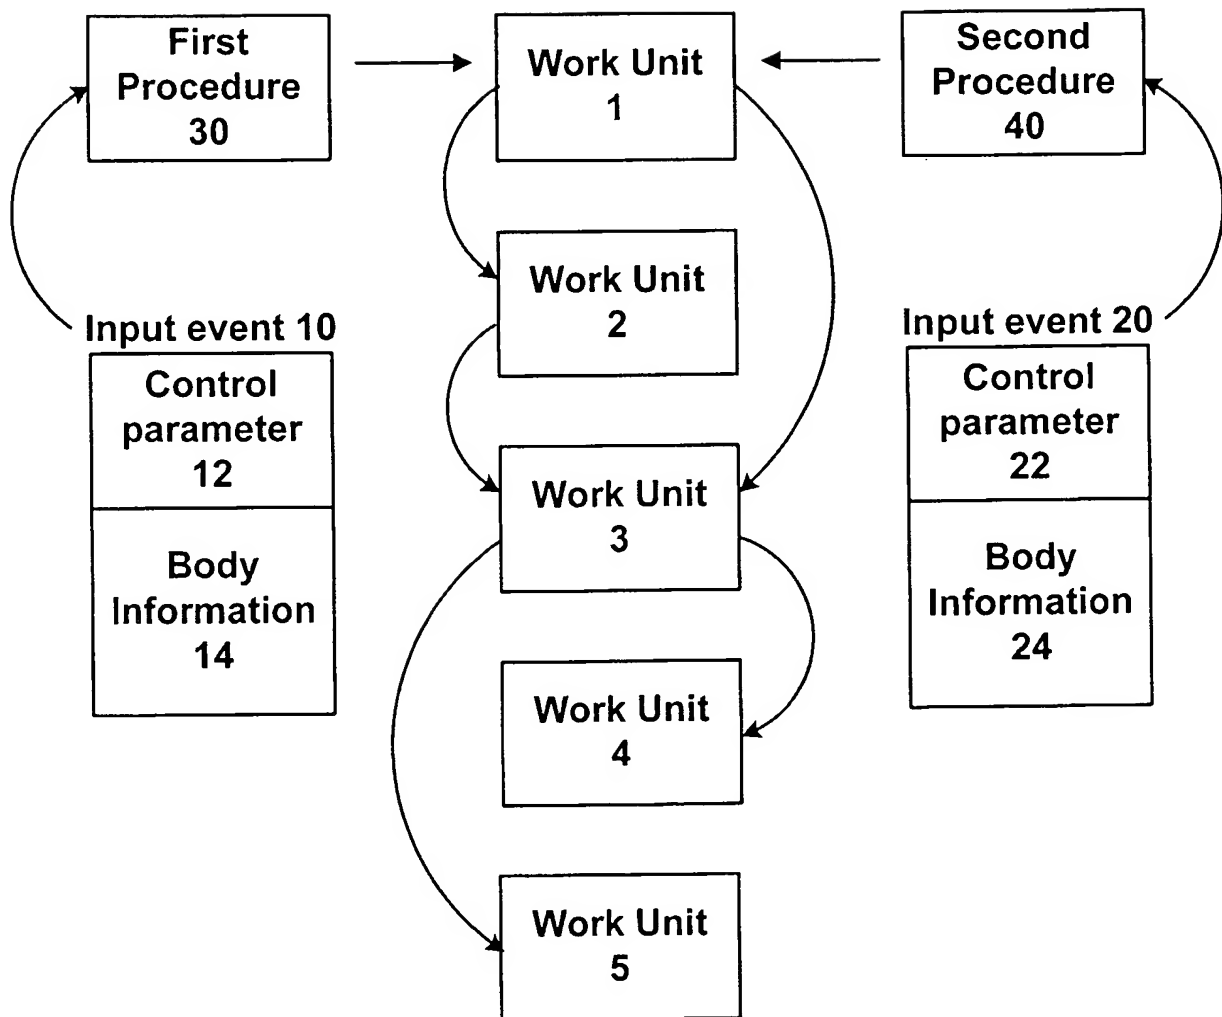 First
Procedure
30
Work Unit
1
Second
Procedure
40
Work Unit
2
Input event 10
Control
parameter
12
Body
Information
14
Input event 20
Control
parameter
22
Body
Information
24
Work Unit
3
Work Unit
4
Work Unit
5